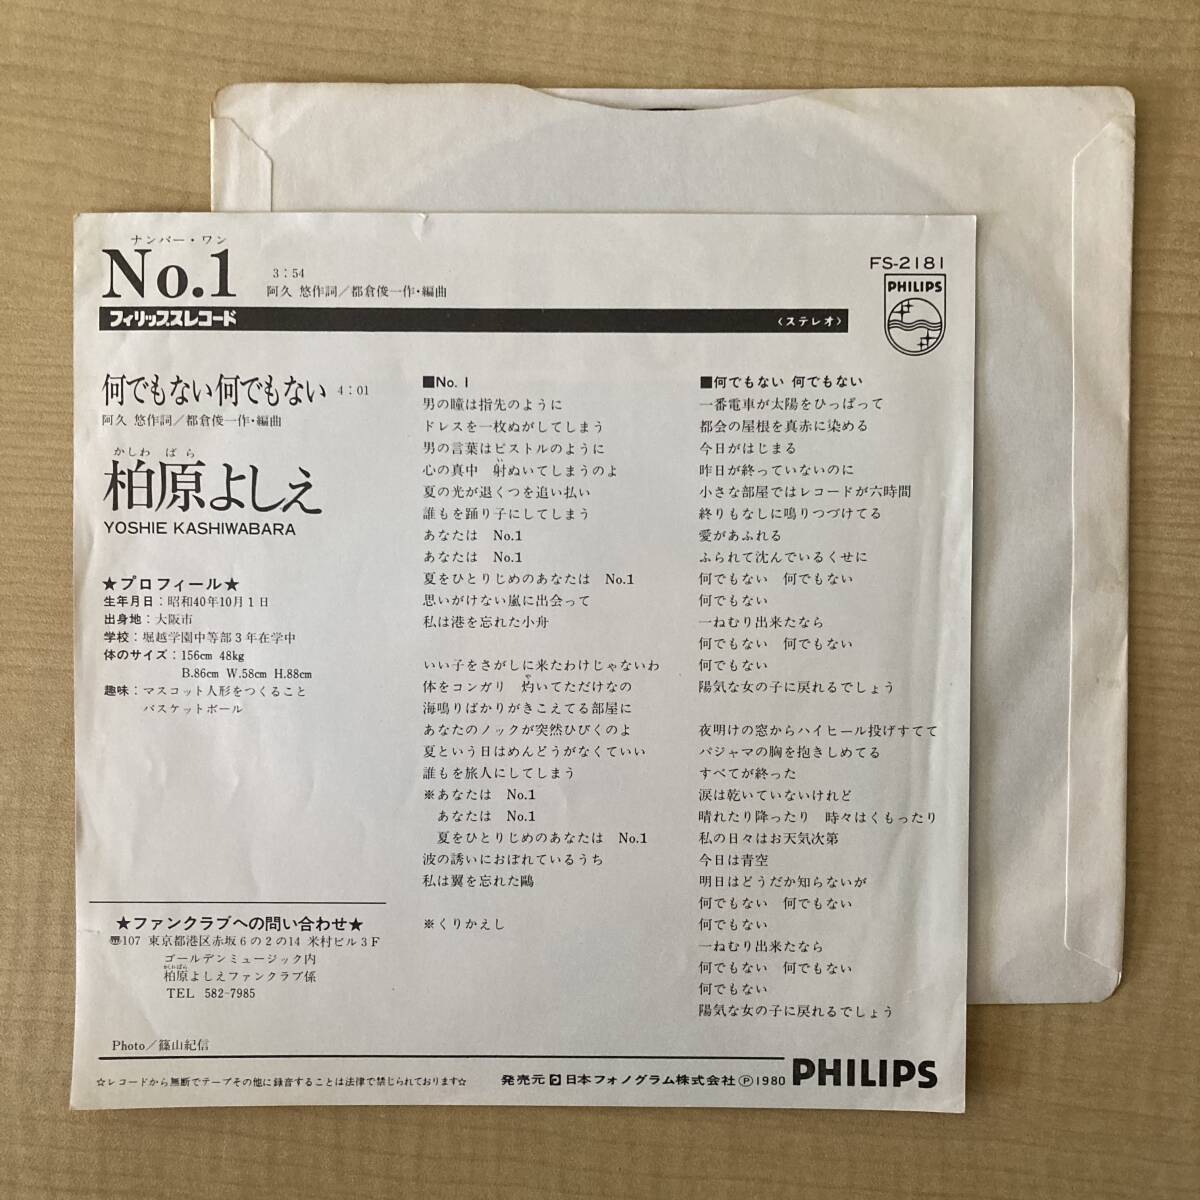 ナンバー・ワン
No.1
3:54
阿久 悠作詞/都倉俊一作・編曲
FS-2181
PHILIPS
フィリップスレコード
〈ステレオ〉
何でもない何でもない 4:01
阿久 悠作詞/都倉俊一作・編曲
かしわ ばら
柏原よしえ
YOSHIE KASHIWABARA
★プロフィール★
生年月日:昭和40年10月1日
出身地:大阪市
学校:堀越学園中等部3年在学中
体のサイズ:156cm 48kg
B.86cm W.58cm H.88cm
趣味:マスコット人形をつくること
バスケットボール
★ファンクラブへの問い合わせ★
〠107 東京都港区赤坂6の2の14 米村ビル3F
ゴールデンミュージック内
かしわばら
柏原よしえファンクラブ係
TEL 582-7985
Photo/篠山紀信
■No.1
男の瞳は指先のように
ドレスを一枚ぬがしてしまう
男の言葉はピストルのように
い
心の真中 射ぬいてしまうのよ
夏の光が退くつを追い払い
誰もを踊り子にしてしまう
あなたは No.1
あなたは No.1
夏をひとりじめのあなたは No.1
思いがけない嵐に出会って
私は港を忘れた小舟
いい子をさがしに来たわけじゃないわ
や
体をコンガリ 灼いてただけなの
海鳴りばかりがきこえてる部屋に
あなたのノックが突然ひびくのよ
夏という日はめんどうがなくていい
誰もを旅人にしてしまう
※あなたは No.1
あなたは No.1
夏をひとりじめのあなたは No.1
波の誘いにおぼれているうち
私は翼を忘れた鷗
※くりかえし
■何でもない 何でもない
一番電車が太陽をひっぱって
都会の屋根を真赤に染める
今日がはじまる
昨日が終っていないのに
小さな部屋ではレコードが六時間
終りもなしに鳴りつづけてる
愛があふれる
ふられて沈んでいるくせに
何でもない 何でもない
何でもない
一ねむり出来たなら
何でもない 何でもない
何でもない
陽気な女の子に戻れるでしょう
夜明けの窓からハイヒール投げすてて
パジャマの胸を抱きしめてる
すべてが終った
涙は乾いていないけれど
晴れたり降ったり 時々はくもったり
私の日々はお天気次第
今日は青空
明日はどうだか知らないが
何でもない 何でもない
何でもない
一ねむり出来たなら
何でもない 何でもない
何でもない
陽気な女の子に戻れるでしょう
☆レコードから無断でテープその他に録音することは法律で禁じられております☆
発売元 日本フォノグラム株式会社 Ⓟ1980 PHILIPS